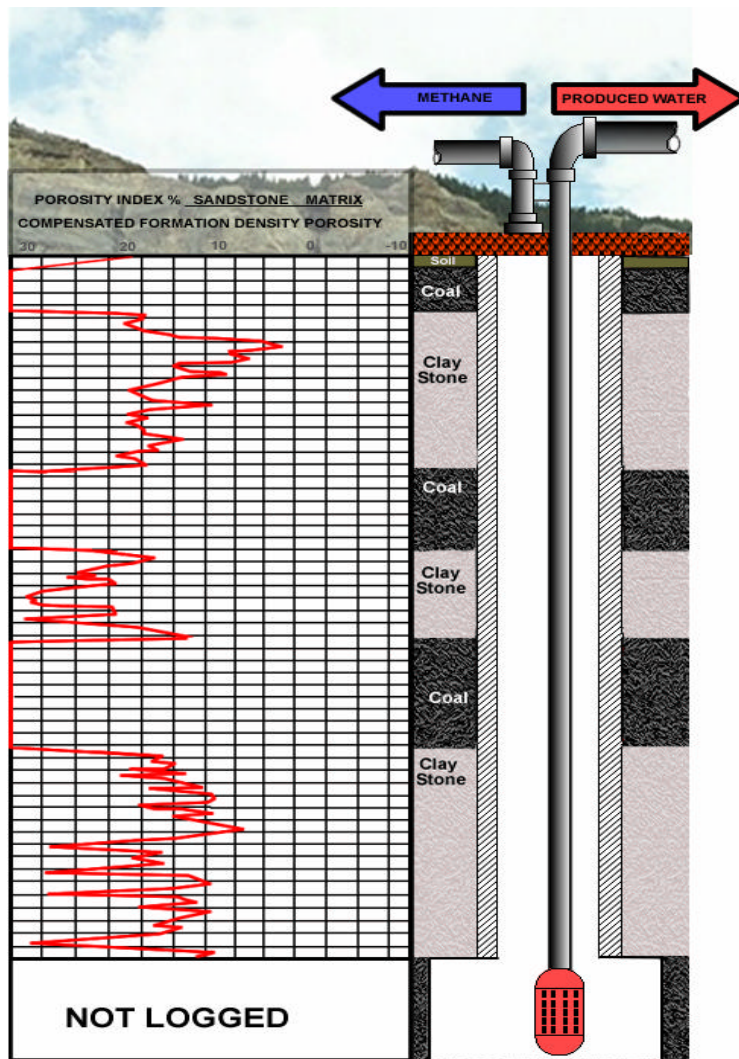 METHANE
PRODUCED WATER
POROSITY INDEX % SANDSTONE MATRIX
COMPENSATED FORMATION DENSITY POROSITY
30 20 10 0 -10
Soil
Coal
Clay
Stone
Coal
Clay
Stone
Coal
Clay
Stone
NOT LOGGED